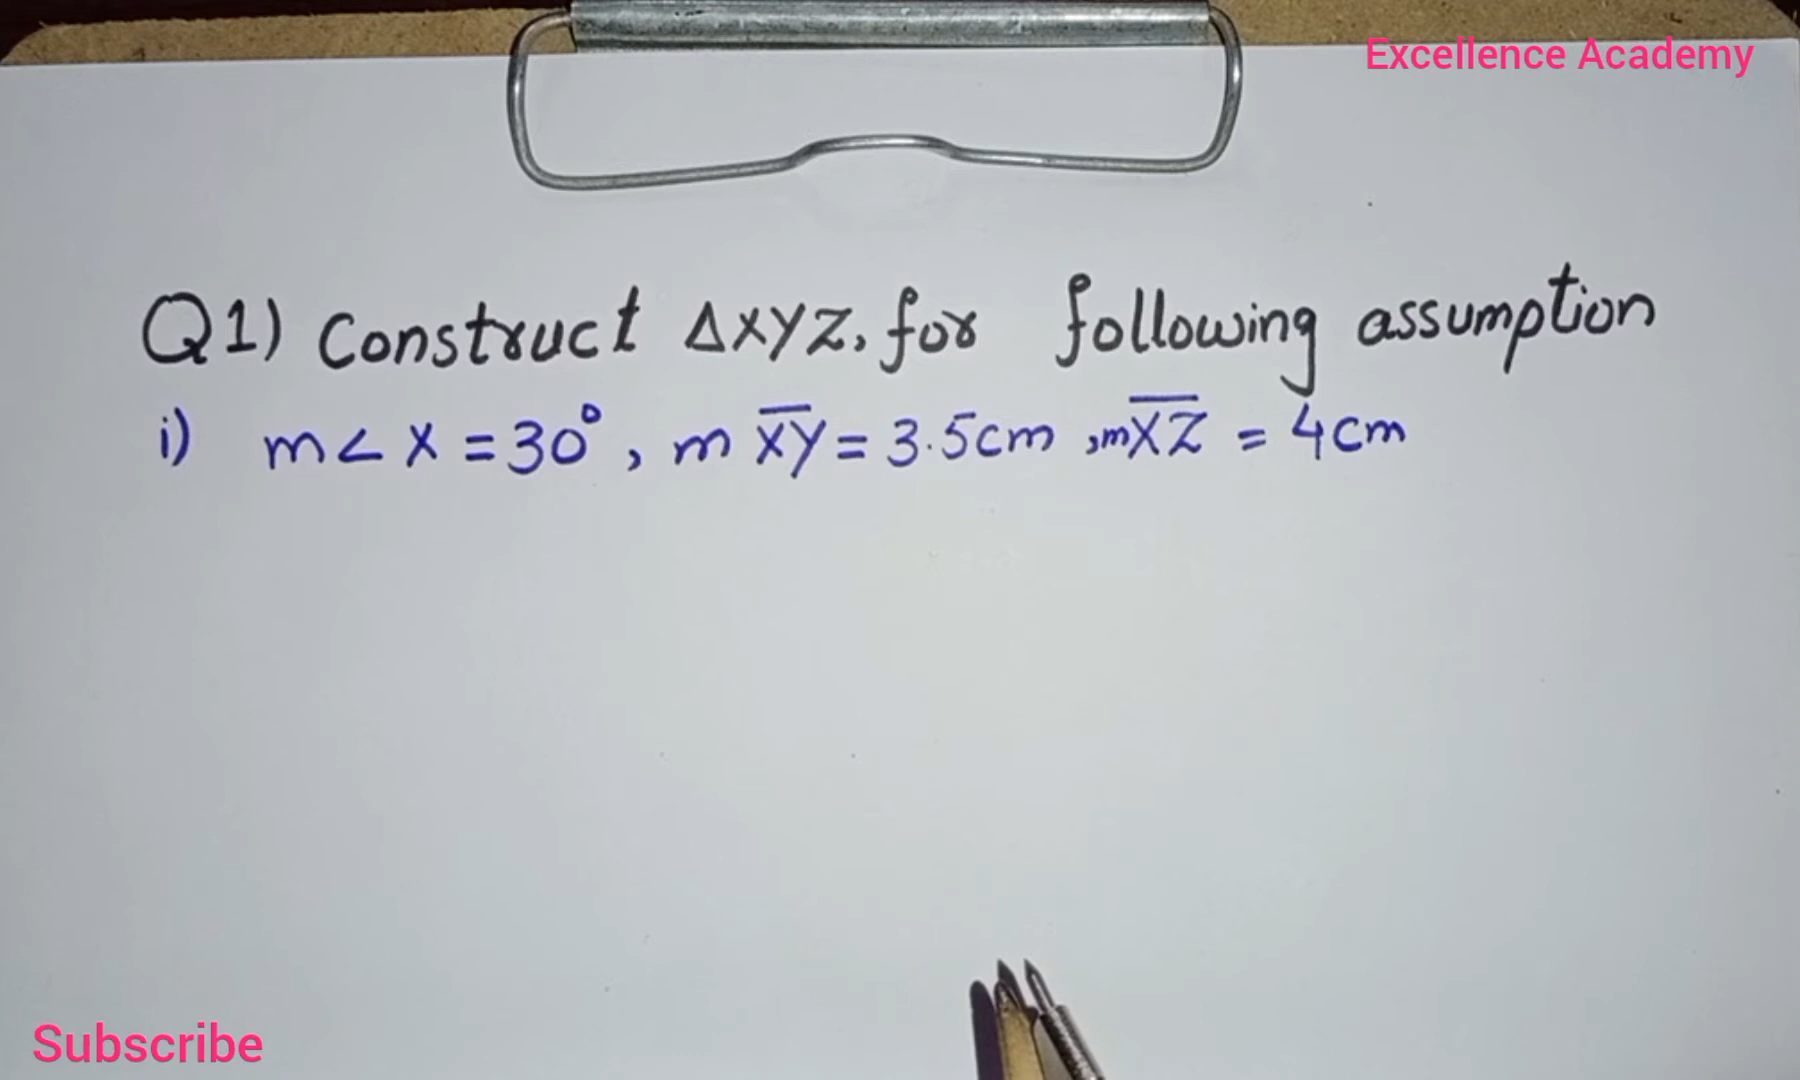 Excellence Academy
Q1) Construct ΔXYZ, for following assumption
i) m∠X = 30°, m X̅Y̅ = 3.5cm, mX̅Z̅ = 4cm
Subscribe